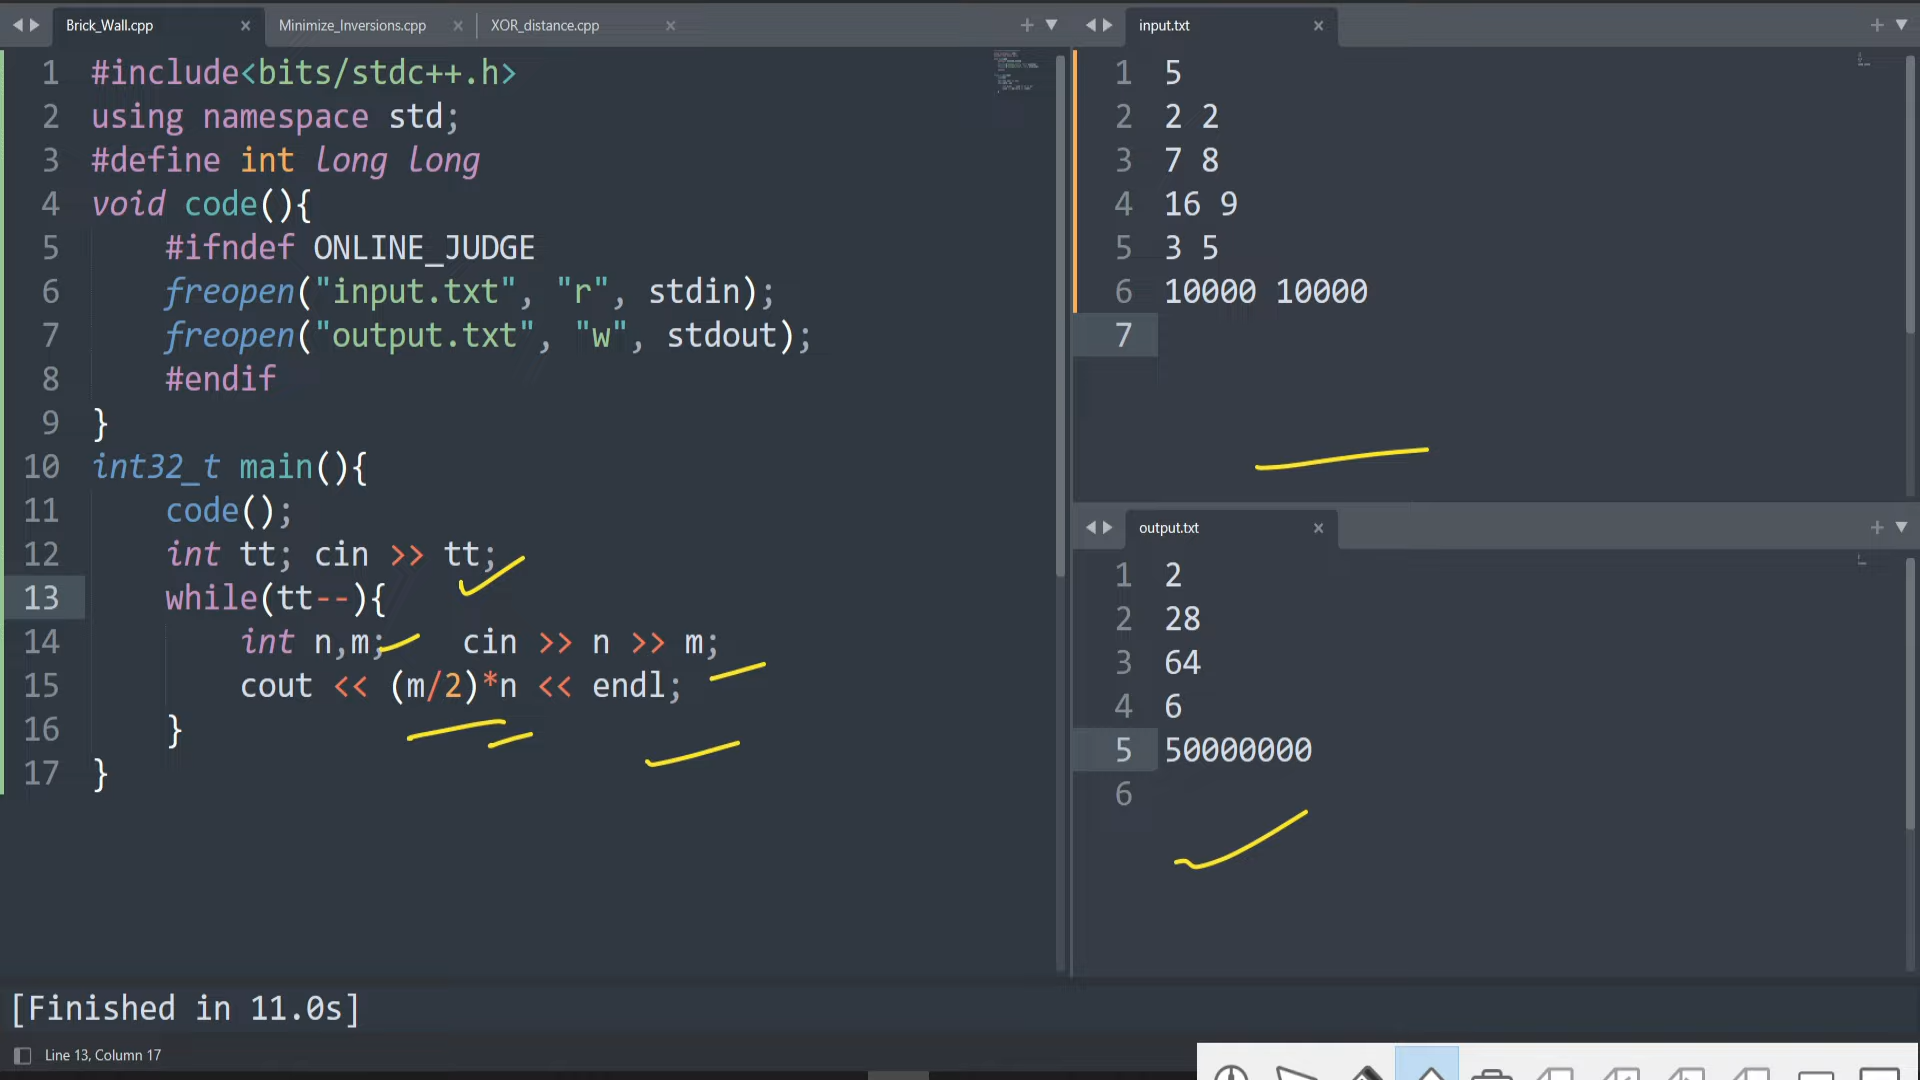 Brick_Wall.cpp
Minimize_Inversions.cpp
XOR_distance.cpp
1 #include<bits/stdc++.h>
2 using namespace std;
3 #define int long long
4 void code(){
5 #ifndef ONLINE_JUDGE
6 freopen("input.txt", "r", stdin);
7 freopen("output.txt", "w", stdout);
8 #endif
9 }
10 int32_t main(){
11 code();
12 int tt; cin >> tt;
13 while(tt--){
14 int n,m; cin >> n >> m;
15 cout << (m/2)*n << endl;
16 }
17 }
input.txt
1 5
2 2 2
3 7 8
4 16 9
5 3 5
6 10000 10000
7
output.txt
1 2
2 28
3 64
4 6
5 50000000
6
[Finished in 11.0s]
Line 13, Column 17